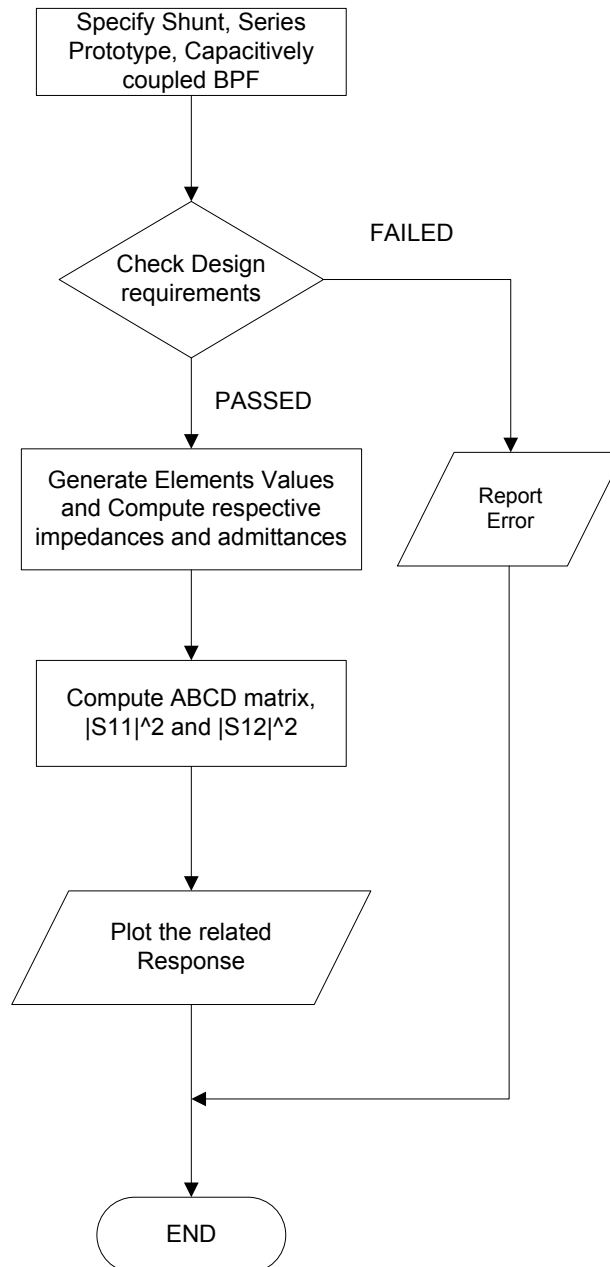 Specify Shunt, Series
Prototype, Capacitively
coupled BPF
FAILED
Check Design
requirements
PASSED
Generate Elements Values
and Compute respective
impedances and admittances
Report
Error
Compute ABCD matrix,
|S11|^2 and |S12|^2
Plot the related
Response
END